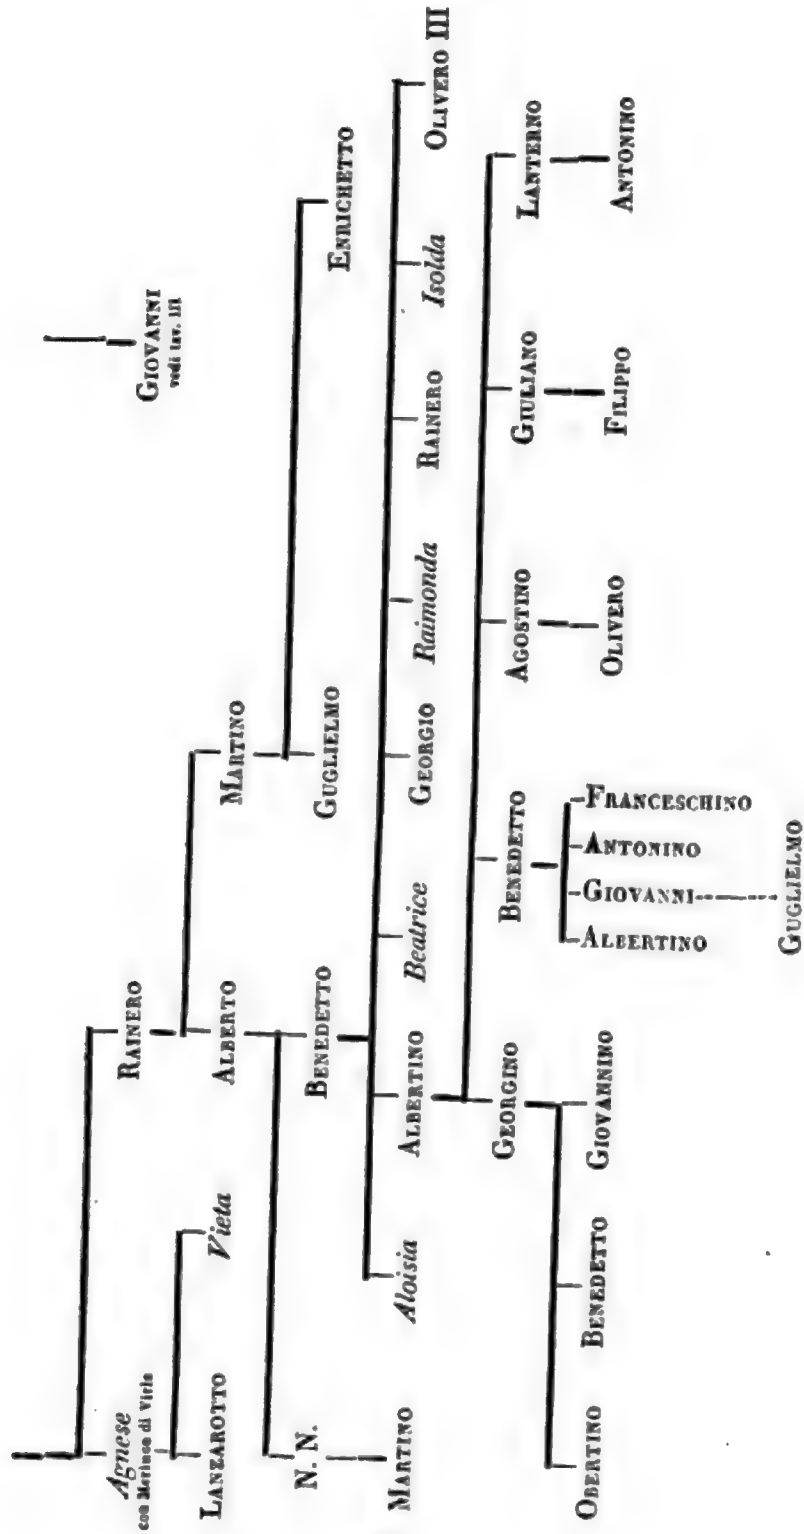 GIOVANNI
vedi tav. III
Agnese
con Merlusco di Virle
RAINERO
LANZAROTTO
Vieta
ALBERTO
MARTINO
N. N.
BENEDETTO
GUGLIELMO
ENRICHETTO
MARTINO
Aloisia
ALBERTINO
Beatrice
GEORGIO
Raimonda
RAINERO
Isolda
OLIVERO III
GEORGINO
BENEDETTO
AGOSTINO
GIULIANO
LANTERNO
OBERTINO
BENEDETTO
GIOVANNINO
ALBERTINO
GIOVANNI
ANTONINO
FRANCESCHINO
OLIVERO
FILIPPO
ANTONINO
GUGLIELMO